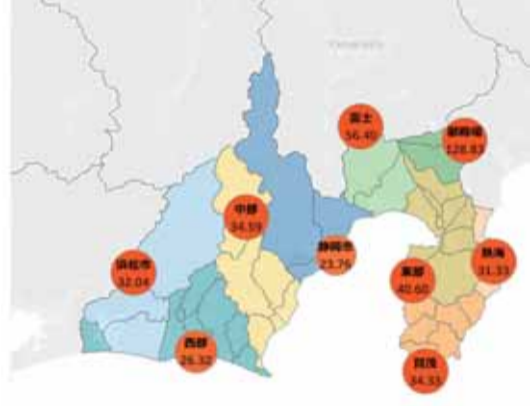 富士
56.40
御殿場
128.83
中部
34.59
静岡市
23.76
浜松市
32.04
熱海
31.33
東部
40.60
西部
26.32
賀茂
34.33